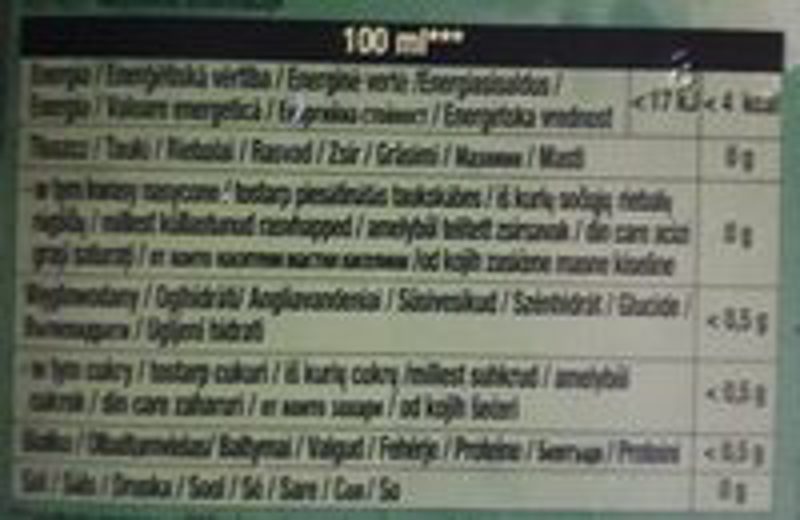 100 ml***
Energia / Enerģētiskā vērtība / Energinė vertė /Energiasisaldus /
Energia / Valoare energetică / Енергийна стойност / Energetska vrednost < 17 KJ < 4 kcal
Tłuszcz / Tauki / Riebalai / Rasvad / Zsír / Grăsimi / Мазнини / Masti 0 g
- w tym kwasy nasycone / tostarp piesātinātās taukskābes / iš kurių sočiųjų riebalų
rūgščių / millest küllastunud rasvhapped / amelyből telített zsírsavak / din care acizi 0 g
grași saturați / от които наситени мастни киселини /od kojih zasićene masne kiseline
Węglowodany / Ogļhidrāti/ Angliavandeniai / Süsivesikud / Szénhidrát / Glucide / < 0,5 g
Въглехидрати / Ugljeni hidrati
- w tym cukry / tostarp cukuri / iš kurių cukrų /millest suhkrud / amelyből
cukrok / din care zaharuri / от които захари / od kojih šećeri < 0,5 g
Białko / Olbaltumvielas/ Baltymai / Valgud / Fehérje / Proteine / Белтъци / Proteini < 0,5 g
Sól / Sāls / Druska / Sool / Só / Sare / Сол / So 0 g